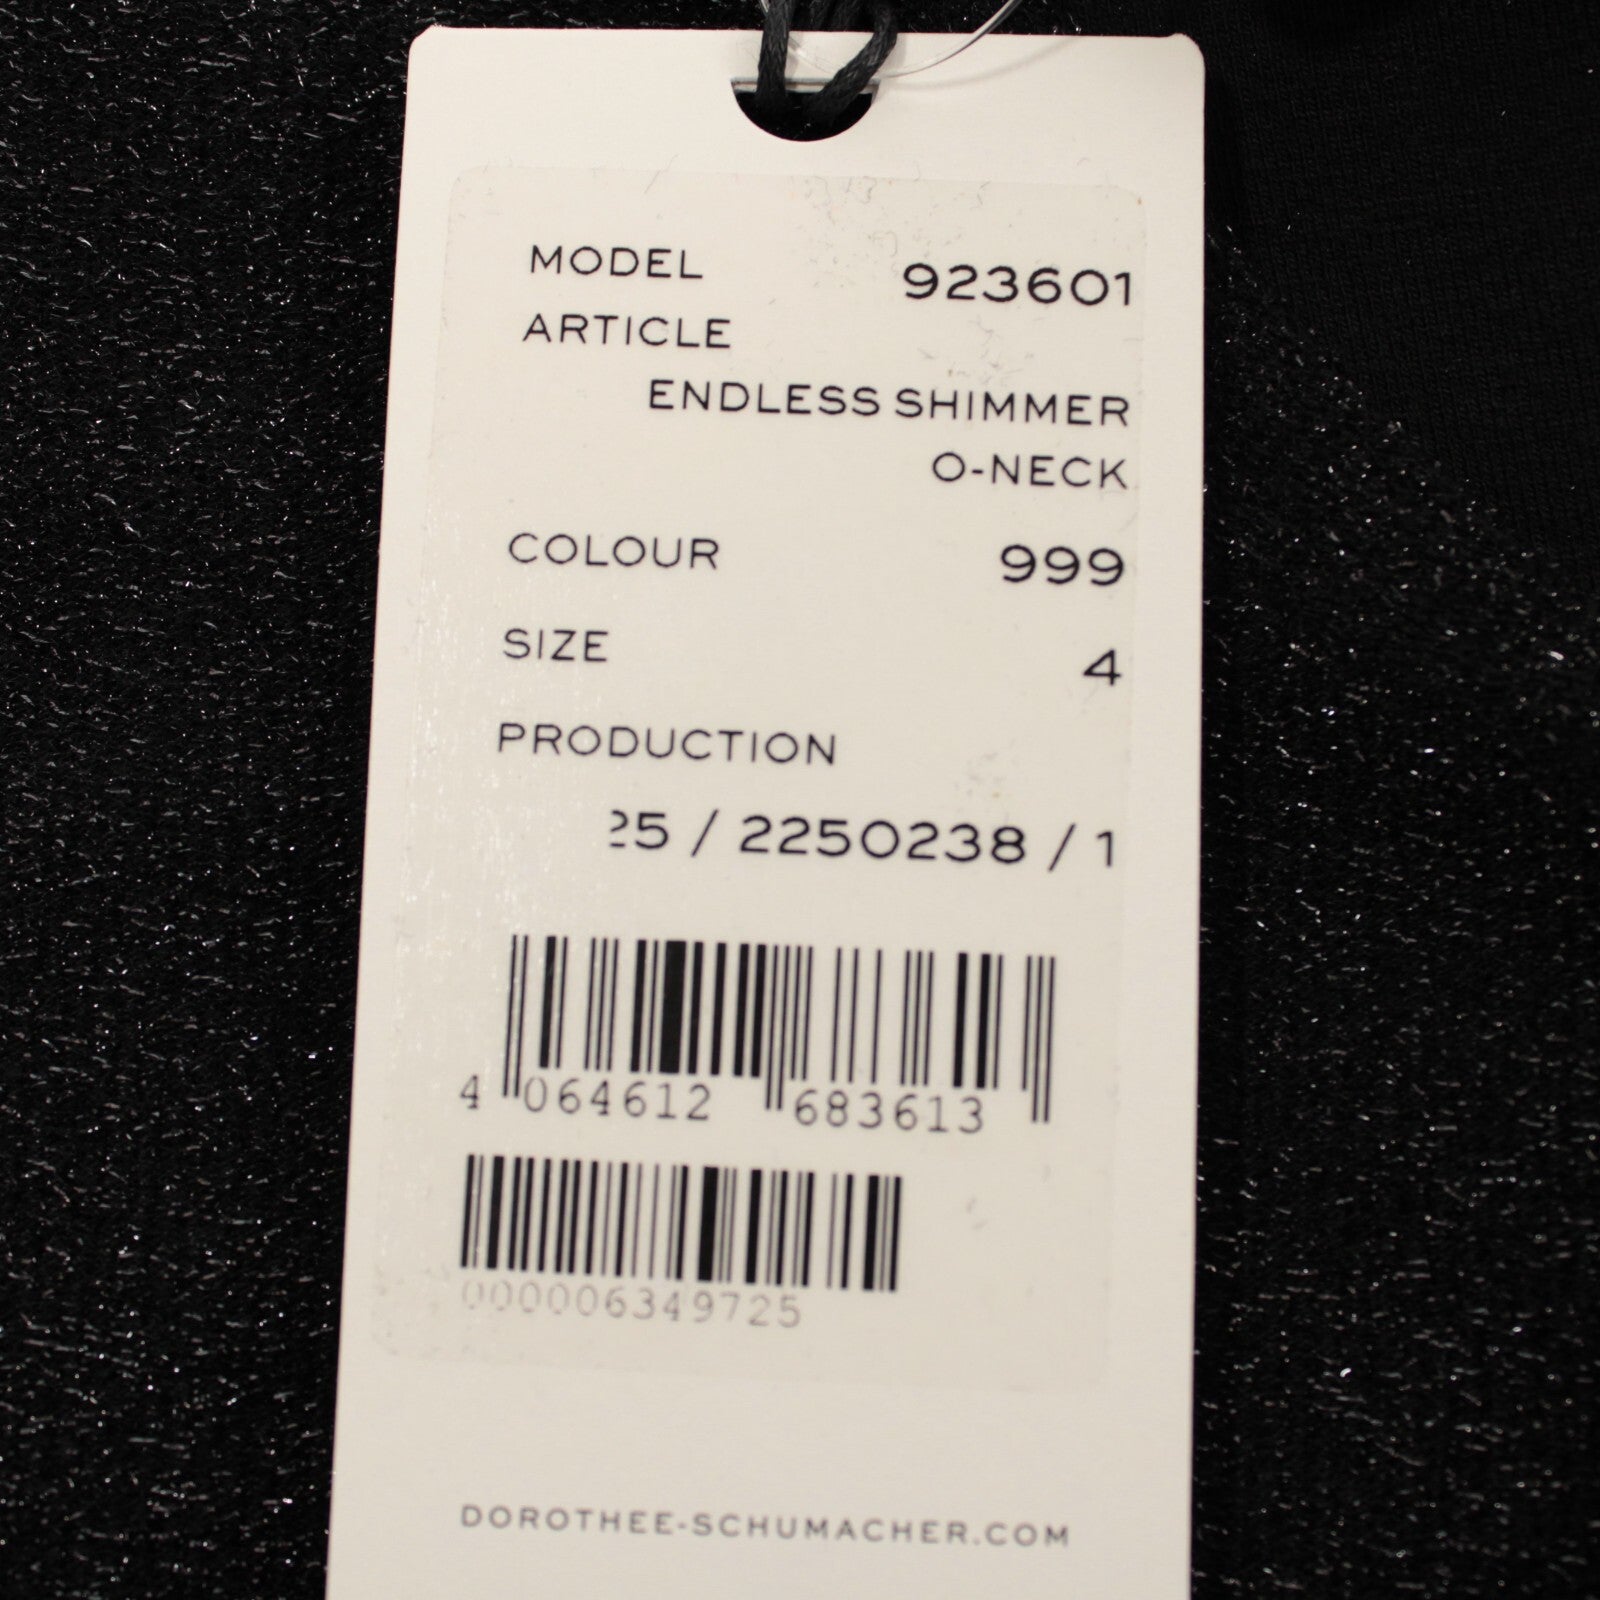 MODEL 923601
ARTICLE
ENDLESS SHIMMER
O-NECK
COLOUR 999
SIZE 4
PRODUCTION
25 / 2250238 / 1
4 064612 683613
0000006349725
DOROTHEE-SCHUMACHER.COM